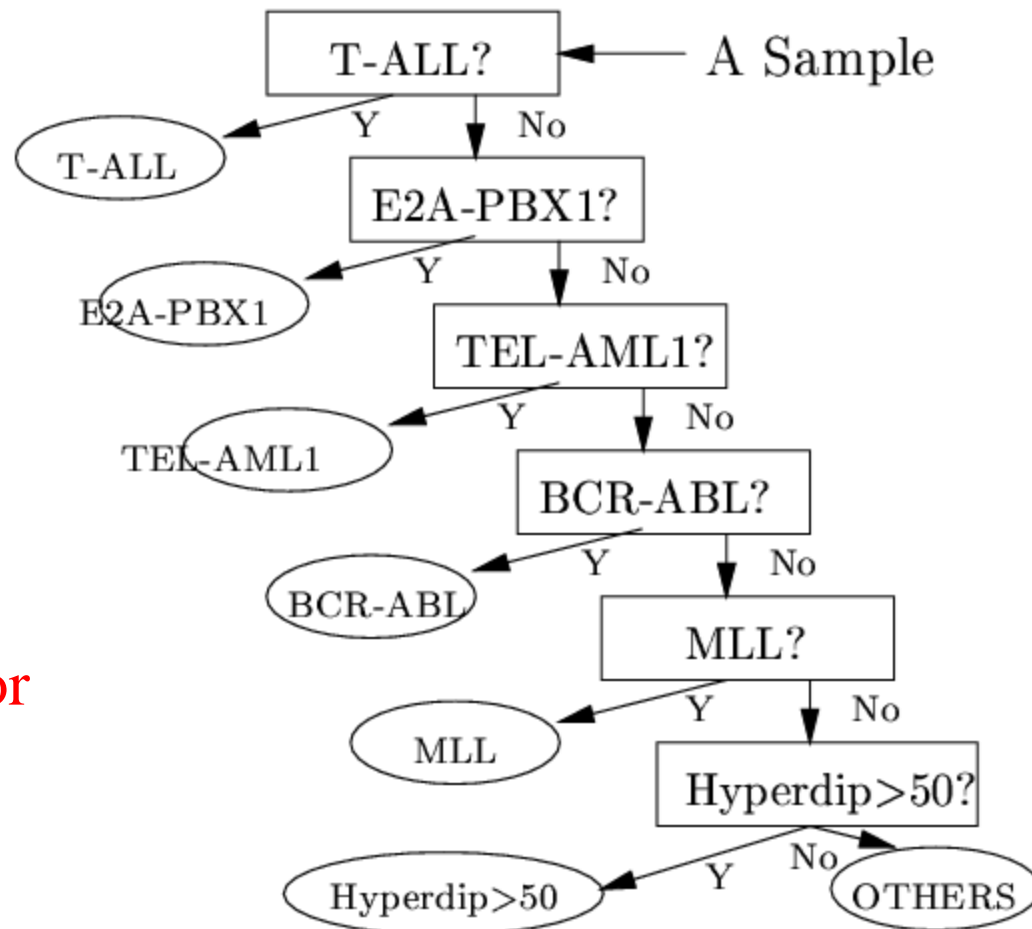 T-ALL?
A Sample
Y
No
T-ALL
E2A-PBX1?
Y
No
E2A-PBX1
TEL-AML1?
Y
No
TEL-AML1
BCR-ABL?
Y
No
BCR-ABL
MLL?
or
Y
No
MLL
Hyperdip>50?
Y
No
Hyperdip>50
OTHERS